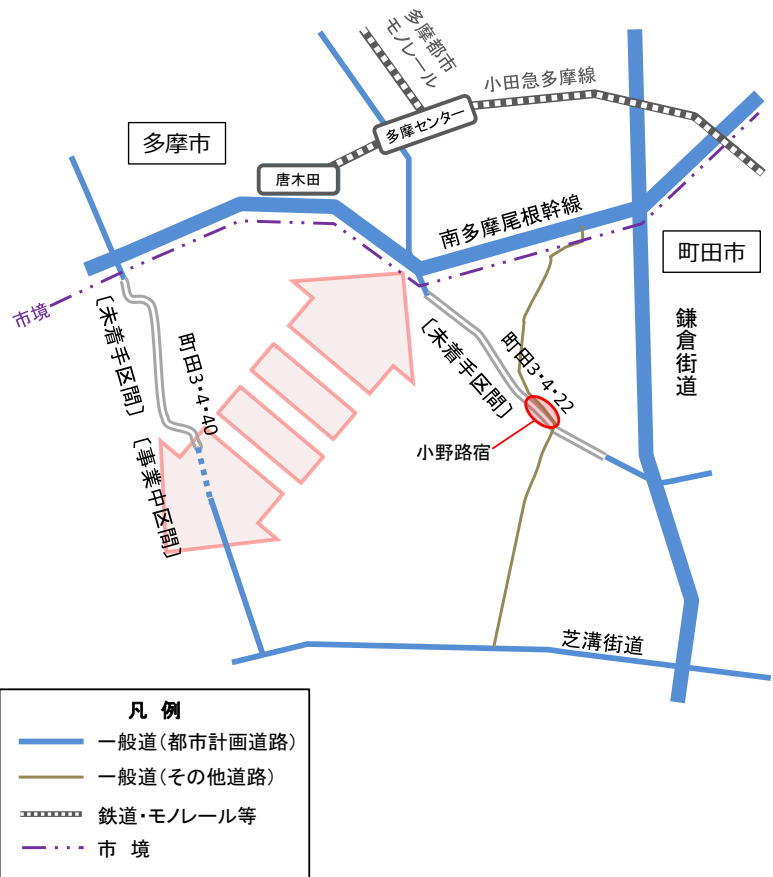 多摩都市
モノレール
小田急多摩線
多摩センター
多摩市
唐木田
南多摩尾根幹線
町田市
市境
鎌倉街道
〔未着手区間〕
町田3・4・40
〔事業中区間〕
〔未着手区間〕
町田3・4・22
小野路宿
芝溝街道
凡 例
一般道(都市計画道路)
一般道(その他道路)
鉄道・モノレール等
市 境